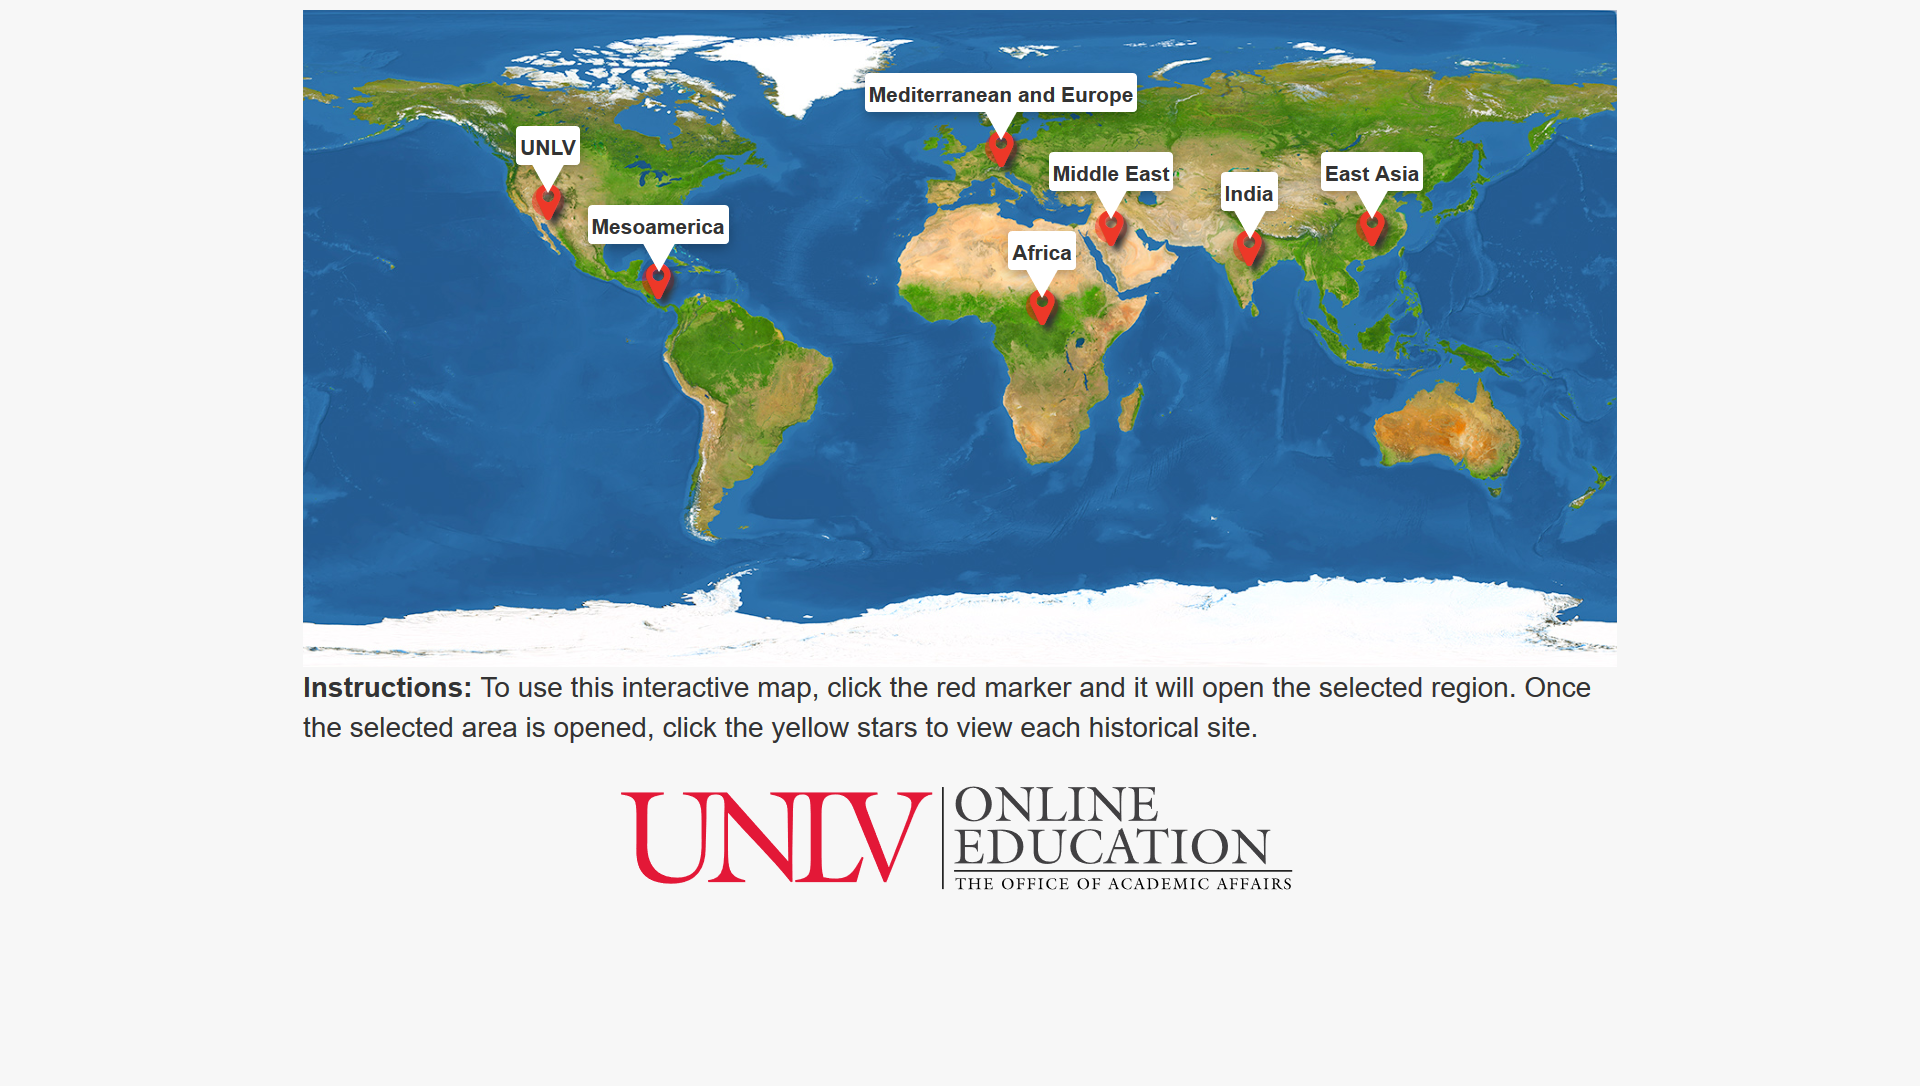 Mediterranean and Europe
UNLV
Middle East
East Asia
India
Mesoamerica
Africa
Instructions: To use this interactive map, click the red marker and it will open the selected region. Once
the selected area is opened, click the yellow stars to view each historical site.
UNLV
ONLINE
EDUCATION
THE OFFICE OF ACADEMIC AFFAIRS